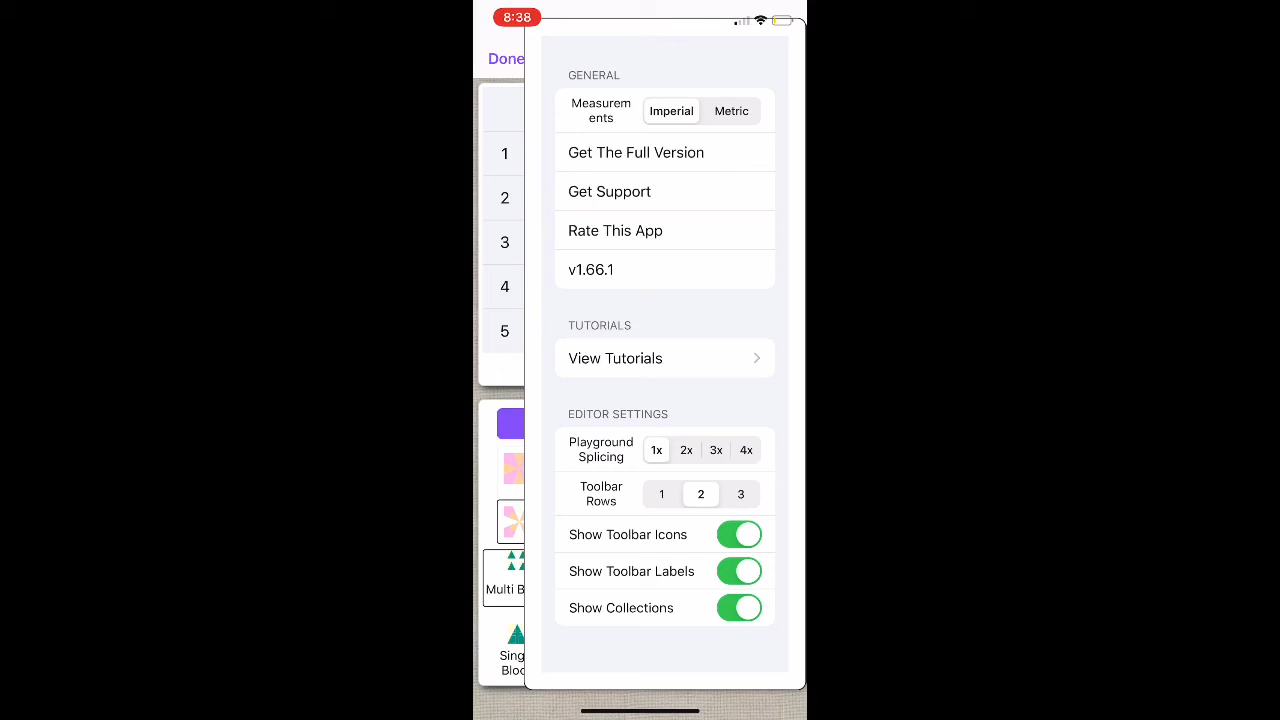 8:38
Done
GENERAL
Measurem
ents
Imperial
Metric
Get The Full Version
Get Support
Rate This App
v1.66.1
1
2
3
4
5
TUTORIALS
View Tutorials
EDITOR SETTINGS
Playground
Splicing
1x
2x
3x
4x
Toolbar
Rows
1
2
3
Show Toolbar Icons
Show Toolbar Labels
Show Collections
Multi B
Sing
Bloc